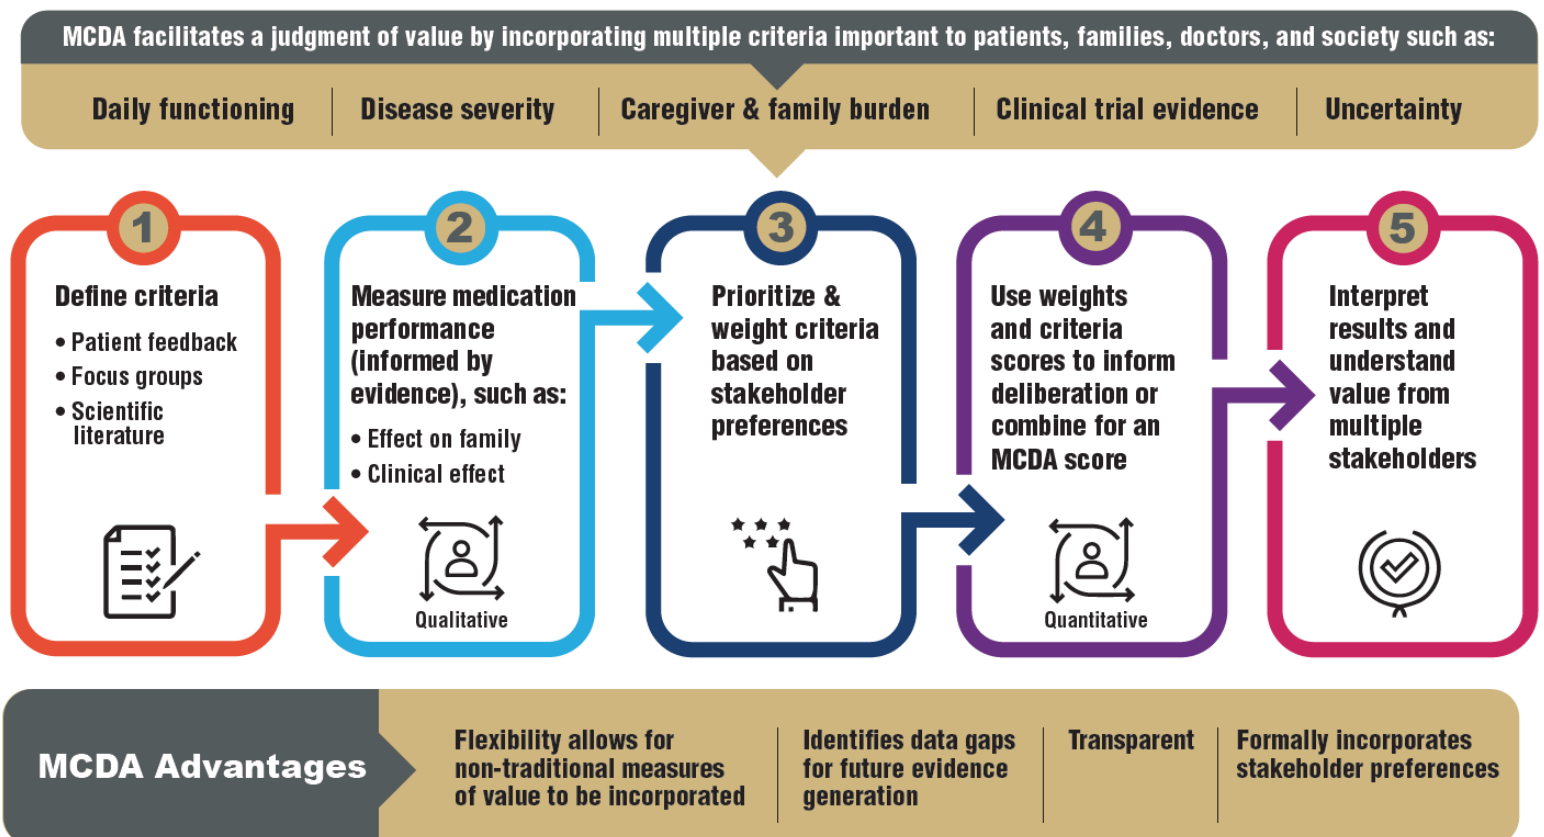 MCDA facilitates a judgment of value by incorporating multiple criteria important to patients, families, doctors, and society such as:
Daily functioning
Disease severity
Caregiver & family burden
Clinical trial evidence
Uncertainty
1
Define criteria
• Patient feedback
• Focus groups
• Scientific
literature
2
Measure medication
performance
(informed by
evidence), such as:
• Effect on family
• Clinical effect
Qualitative
3
Prioritize &
weight criteria
based on
stakeholder
preferences
4
Use weights
and criteria
scores to inform
deliberation or
combine for an
MCDA score
Quantitative
5
Interpret
results and
understand
value from
multiple
stakeholders
MCDA Advantages
Flexibility allows for
non-traditional measures
of value to be incorporated
Identifies data gaps
for future evidence
generation
Transparent
Formally incorporates
stakeholder preferences